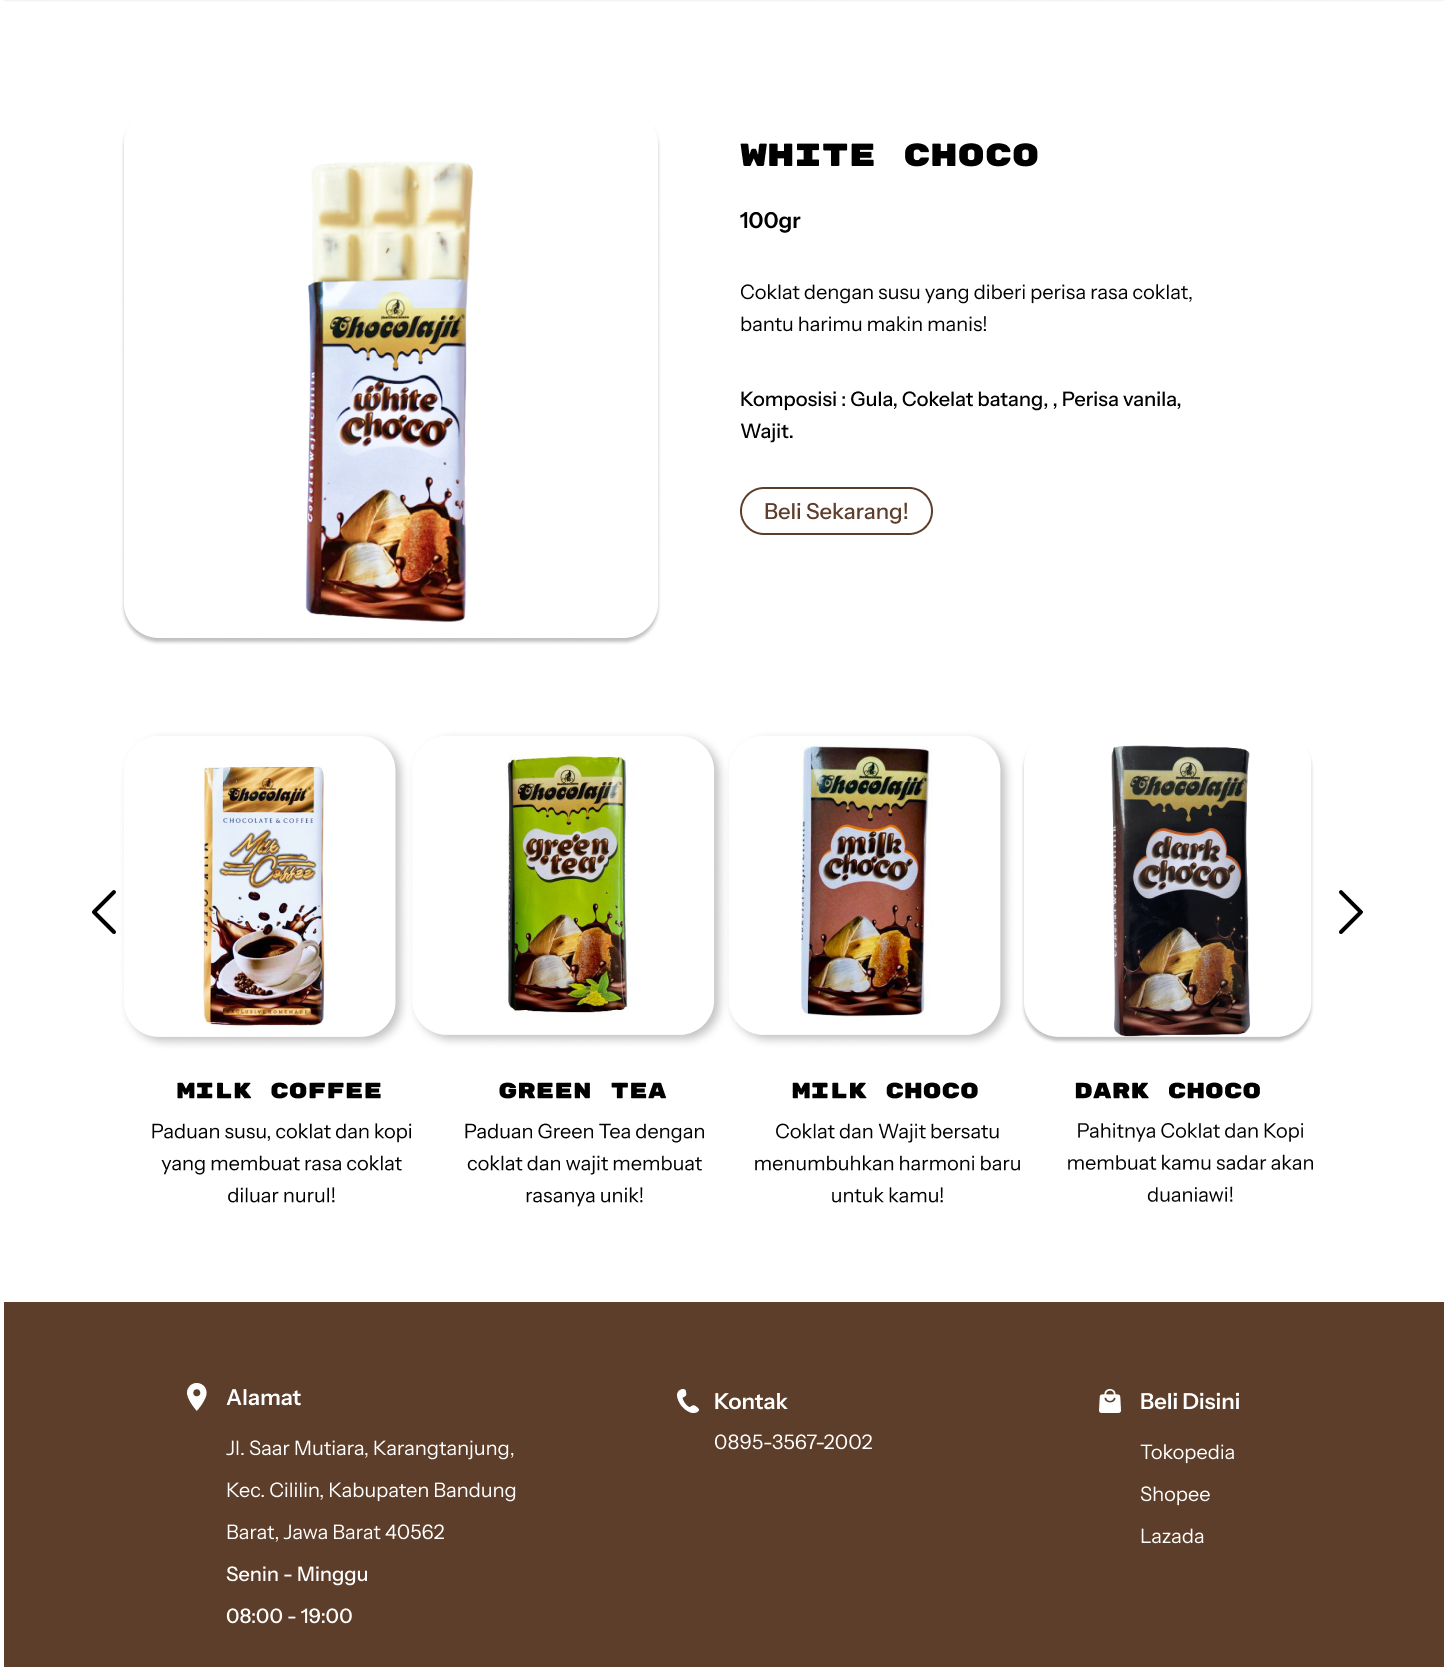 WHITE CHOCO
100gr
Coklat dengan susu yang diberi perisa rasa coklat,
bantu harimu makin manis!
Komposisi : Gula, Cokelat batang, , Perisa vanila,
Wajit.
Beli Sekarang!
Chocolajit
white
choco
Cokelat Wajit Cililin
Chocolajit
CHOCOLATE & COFFEE
Milk
Coffee
Chocolajit
green
tea
Chocolajit
milk
choco
Chocolajit
dark
choco
MILK COFFEE
Paduan susu, coklat dan kopi
yang membuat rasa coklat
diluar nurul!
GREEN TEA
Paduan Green Tea dengan
coklat dan wajit membuat
rasanya unik!
MILK CHOCO
Coklat dan Wajit bersatu
menumbuhkan harmoni baru
untuk kamu!
DARK CHOCO
Pahitnya Coklat dan Kopi
membuat kamu sadar akan
duaniawi!
Alamat
Jl. Saar Mutiara, Karangtanjung,
Kec. Cililin, Kabupaten Bandung
Barat, Jawa Barat 40562
Senin - Minggu
08:00 - 19:00
Kontak
0895-3567-2002
Beli Disini
Tokopedia
Shopee
Lazada